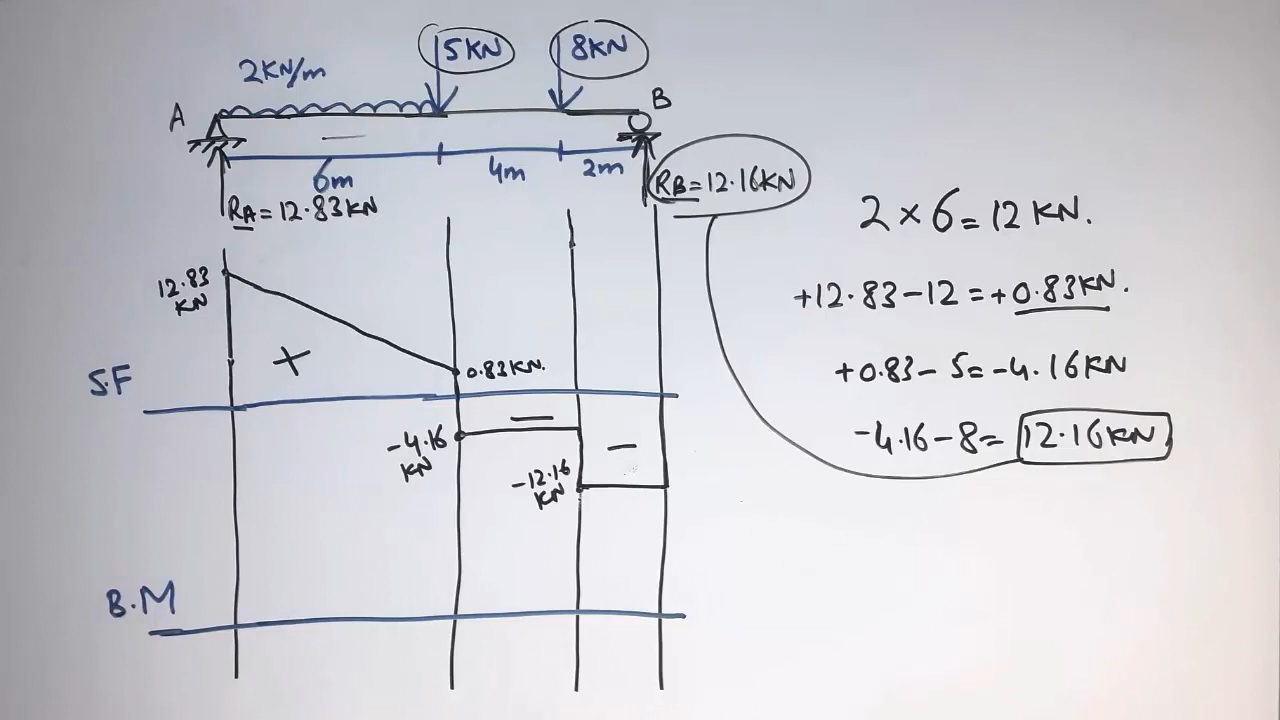 5KN
8KN
2KN/m
A
B
6m
4m
2m
RA = 12.83KN
RB = 12.16KN
2 × 6 = 12 KN.
12.83
KN
+12.83 - 12 = +0.83KN.
+
0.83KN.
+0.83 - 5 = -4.16KN
S.F
-4.16
KN
-4.16 - 8 = 12.16KN
-12.16
KN
B.M